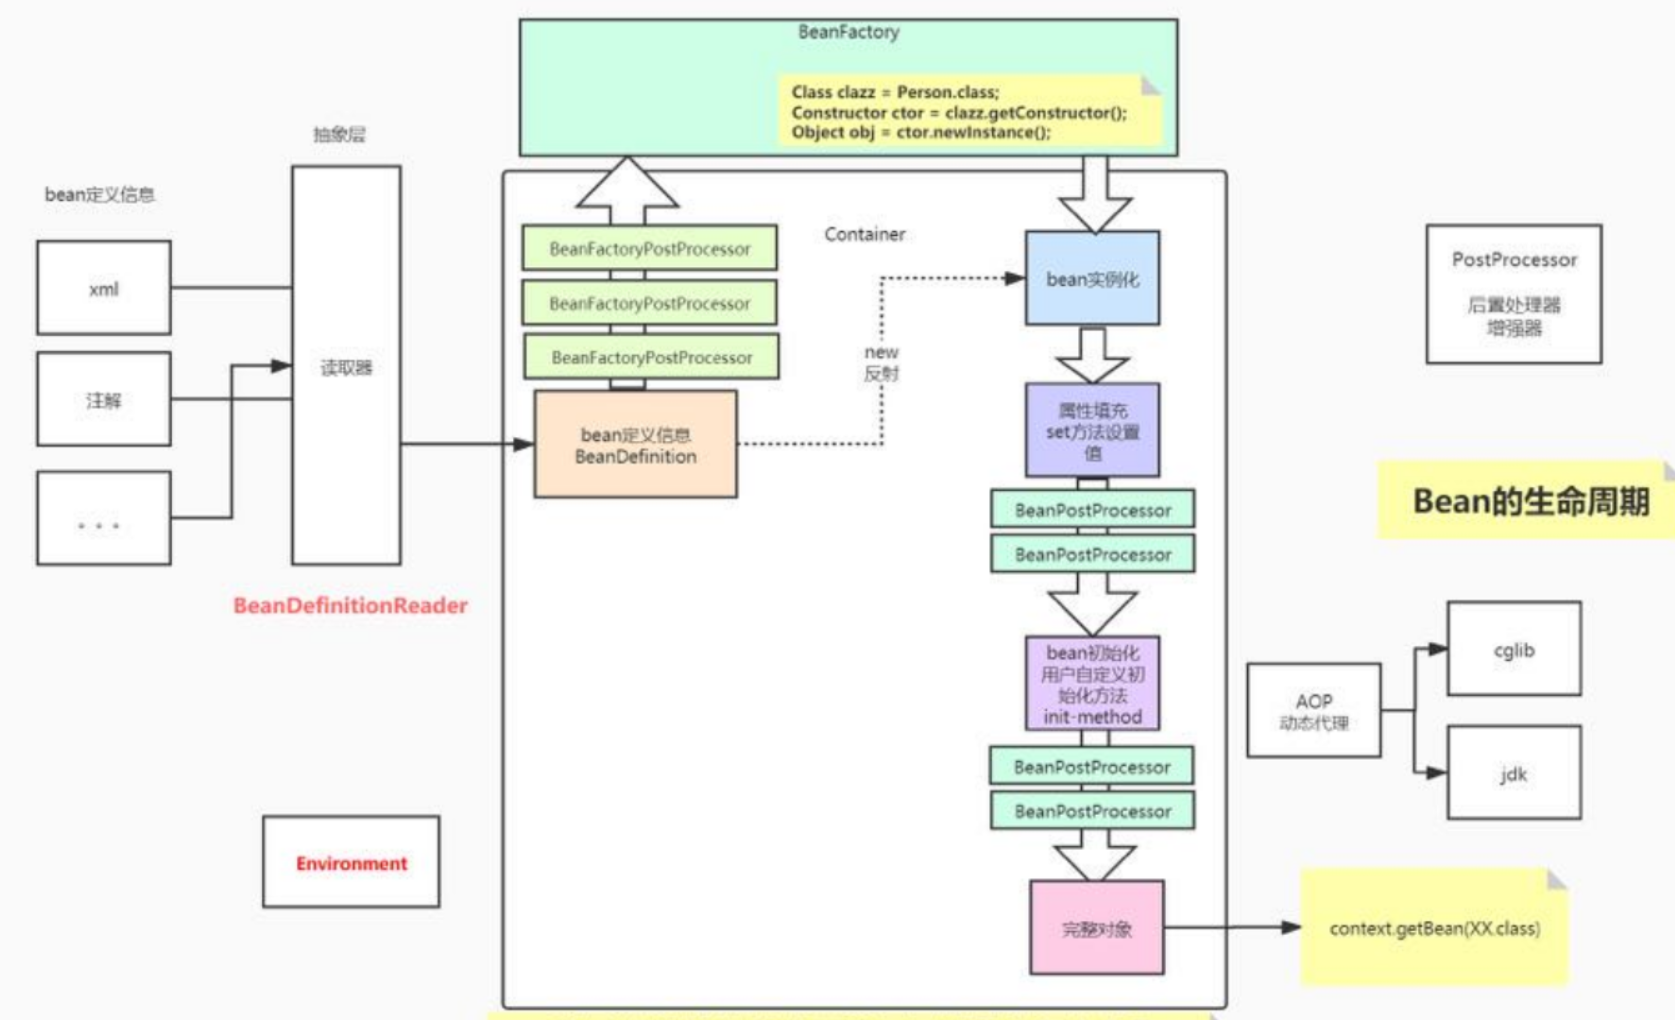 BeanFactory
Class clazz = Person.class;
Constructor ctor = clazz.getConstructor();
Object obj = ctor.newInstance();
抽象层
bean定义信息
xml
注解
。。。
读取器
BeanDefinitionReader
Environment
BeanFactoryPostProcessor
BeanFactoryPostProcessor
BeanFactoryPostProcessor
bean定义信息
BeanDefinition
Container
new
反射
bean实例化
属性填充
set方法设置
值
BeanPostProcessor
BeanPostProcessor
bean初始化
用户自定义初
始化方法
init-method
BeanPostProcessor
BeanPostProcessor
完整对象
PostProcessor
后置处理器
增强器
Bean的生命周期
AOP
动态代理
cglib
jdk
context.getBean(XX.class)